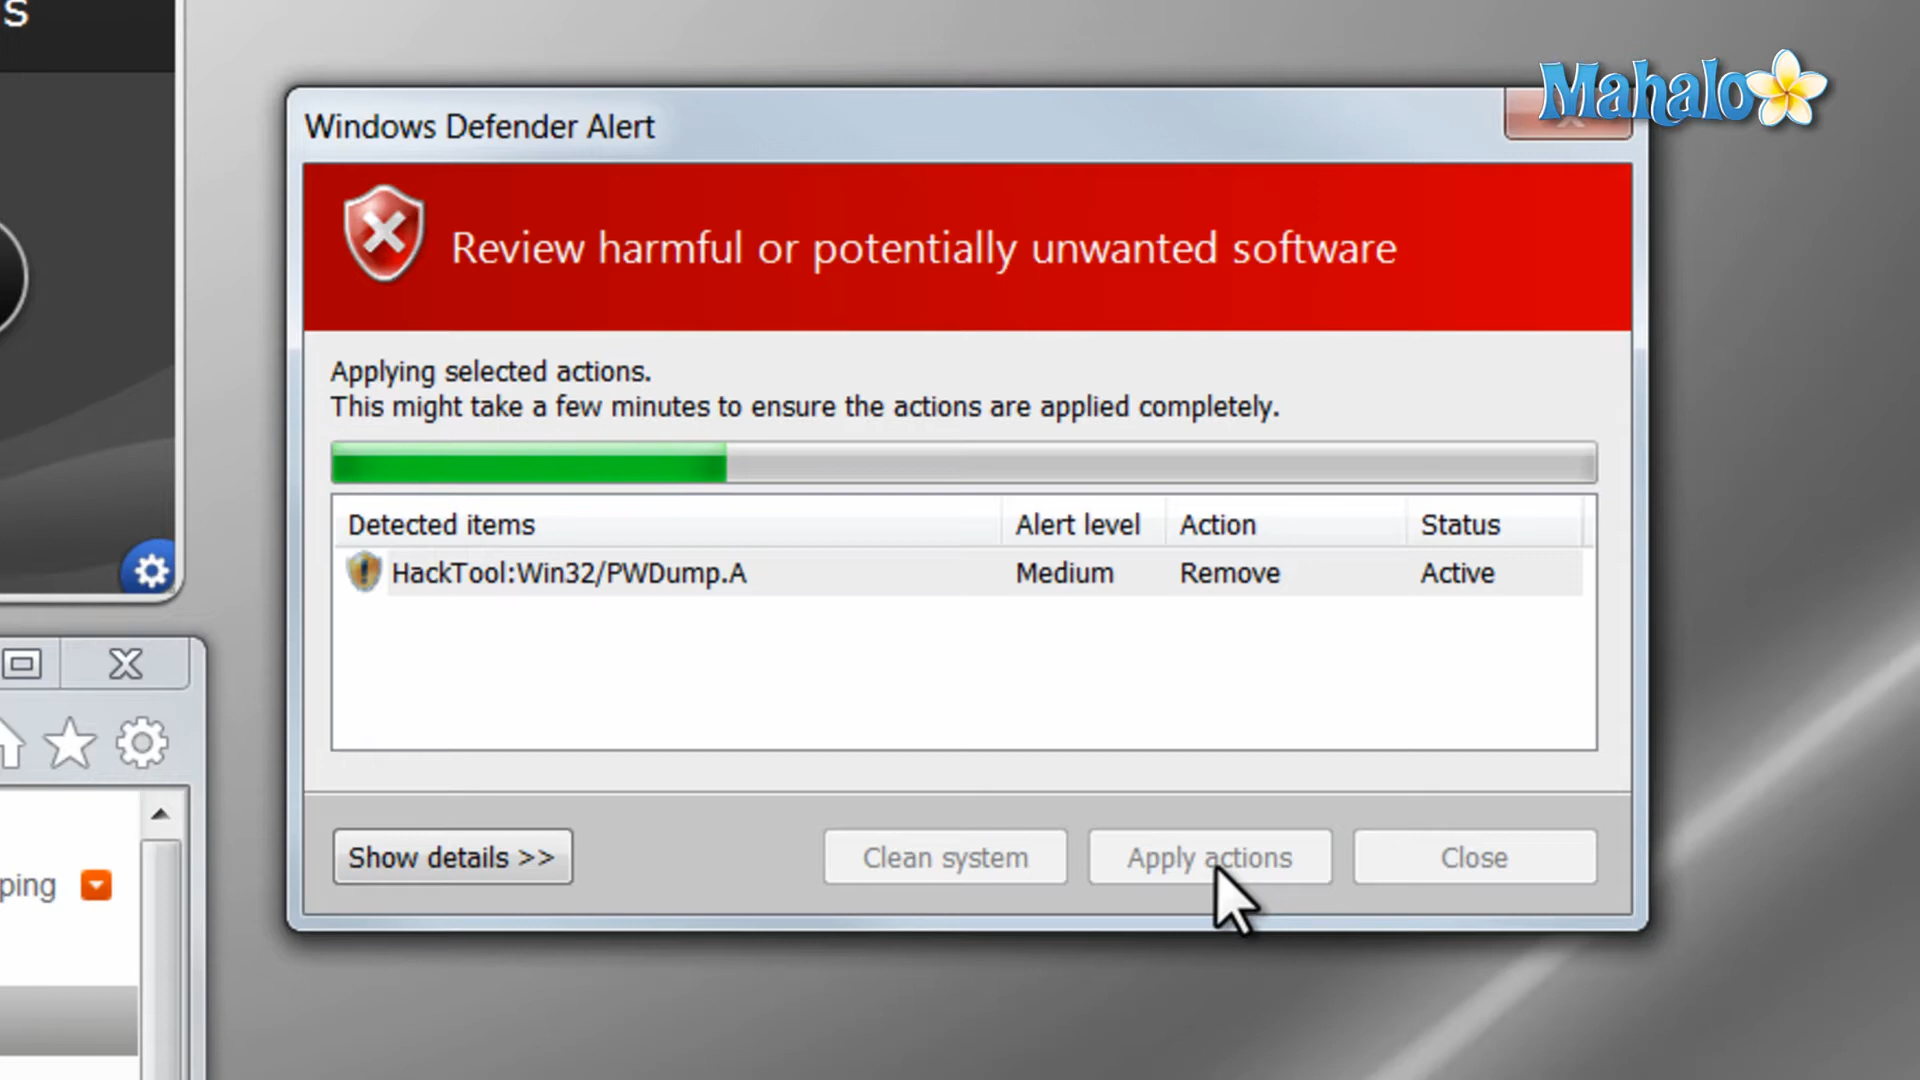 s
Mahalo
Windows Defender Alert
Review harmful or potentially unwanted software
Applying selected actions.
This might take a few minutes to ensure the actions are applied completely.
Detected items Alert level Action Status
HackTool:Win32/PWDump.A Medium Remove Active
ping
Show details >> Clean system Apply actions Close